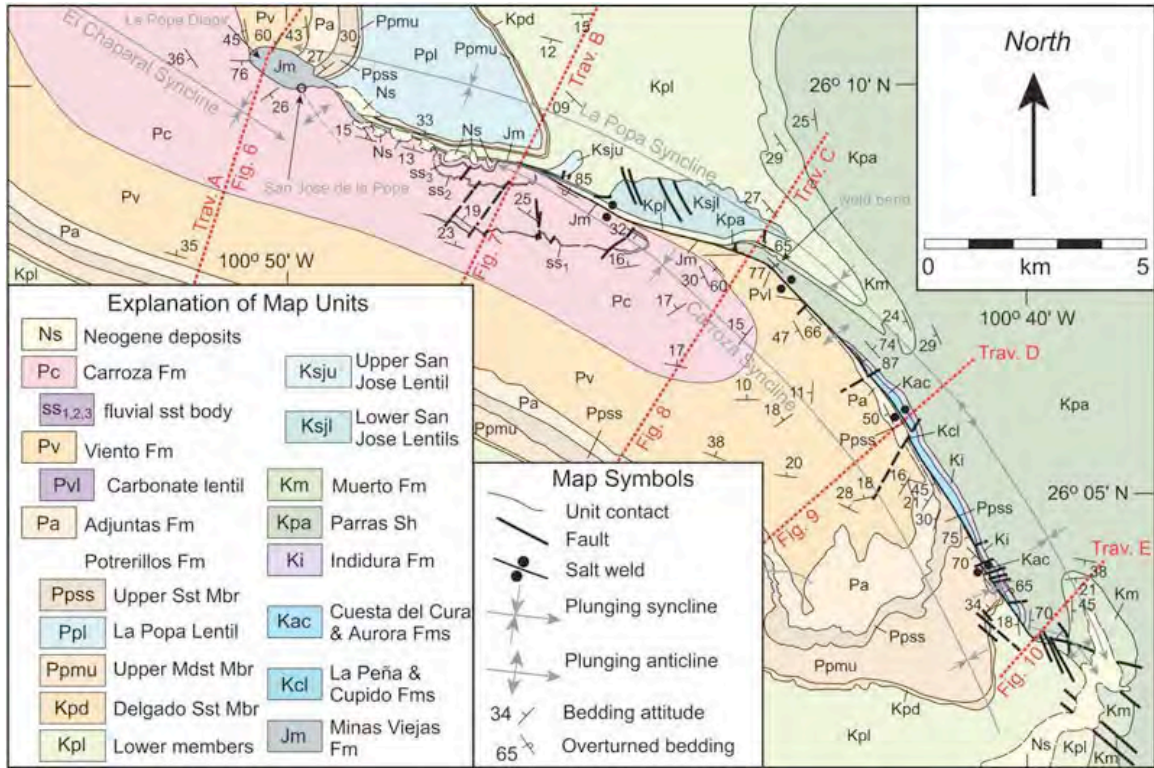 La Popa Diapir
Pv
Pa
30
Ppmu
Kpd
15
45
60
43
27
Ppmu
12
El Chaparal Syncline
36
76
Jm
Ppss
Ppl
Trav. B
Kpl
26
Ns
09
La Popa Syncline
25
Kpa
Pc
15
33
Ns
Jm
Ns
13
Ksju
29
Trav. C
San Jose de la Popa
ss3
ss2
85
27
weld bend
Trav. A
Fig. 6
Pv
19
25
Jm
Kpl
Ksjl
Kpa
65
Pa
35
23
Fig. 7
ss1
32
16
Jm
30
60
77
Pvl
Km
Kpl
100º 50' W
Pc
17
15
47
66
24
29
74
87
Carroza Syncline
17
Pv
10
11
18
Pa
Kac
Trav. D
Kpa
Pa
Ppss
Ppmu
Fig. 8
38
20
50
Ppss
Kcl
Ki
28
18
16
45
21
30
Ppss
Fig. 9
75
Ki
Kac
70
65
Trav. E
38
21
45
Km
Pa
34
18
70
Ppss
Ppmu
Kpd
Fig. 10
Kpl
Ns
Kpl
Km
Km
North
26º 10' N
0 km 5
100º 40' W
26º 05' N
Explanation of Map Units
Ns Neogene deposits
Pc Carroza Fm
ss1,2,3 fluvial sst body
Pv Viento Fm
Pvl Carbonate lentil
Pa Adjuntas Fm
Potrerillos Fm
Ppss Upper Sst Mbr
Ppl La Popa Lentil
Ppmu Upper Mdst Mbr
Kpd Delgado Sst Mbr
Kpl Lower members
Ksju Upper San
Jose Lentil
Ksjl Lower San
Jose Lentils
Km Muerto Fm
Kpa Parras Sh
Ki Indidura Fm
Kac Cuesta del Cura
& Aurora Fms
Kcl La Peña &
Cupido Fms
Jm Minas Viejas
Fm
Map Symbols
Unit contact
Fault
Salt weld
Plunging syncline
Plunging anticline
34 Bedding attitude
65 Overturned bedding